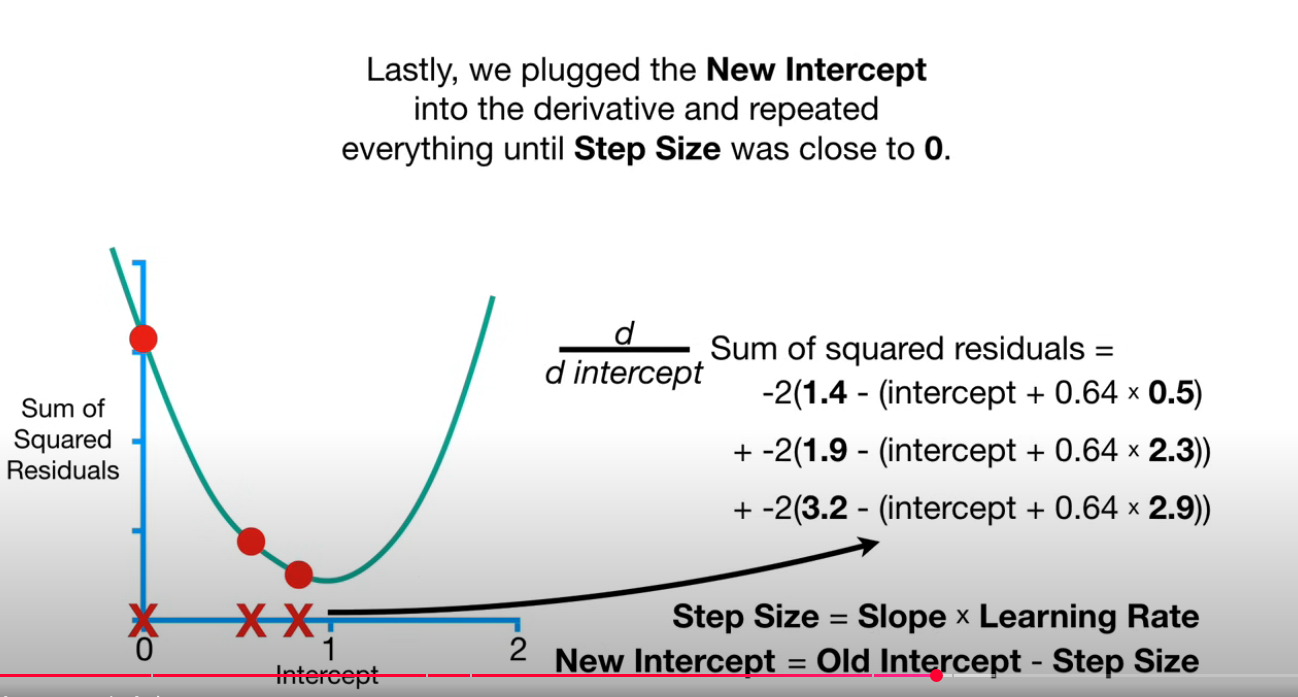 Lastly, we plugged the New Intercept
into the derivative and repeated
everything until Step Size was close to 0.
d
d intercept
Sum of squared residuals =
-2(1.4 - (intercept + 0.64 × 0.5)
+ -2(1.9 - (intercept + 0.64 × 2.3))
+ -2(3.2 - (intercept + 0.64 × 2.9))
Sum of
Squared
Residuals
X X X
0 1 2
Intercept
Step Size = Slope × Learning Rate
New Intercept = Old Intercept - Step Size